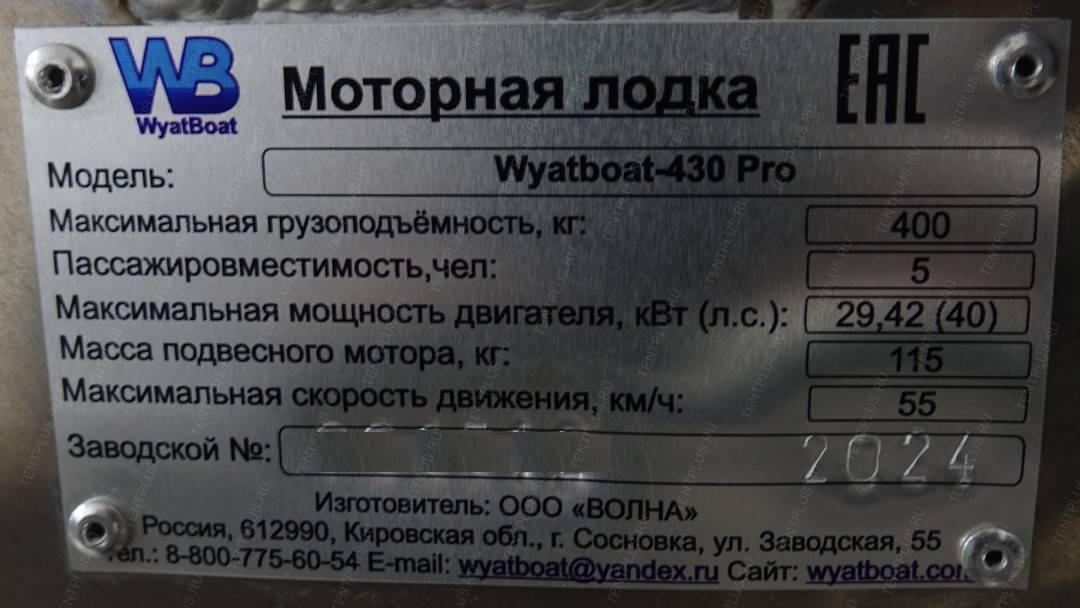 WB
WyatBoat
Моторная лодка
EAC
Модель: Wyatboat-430 Pro
Максимальная грузоподъёмность, кг: 400
Пассажировместимость,чел: 5
Максимальная мощность двигателя, кВт (л.с.): 29,42 (40)
Масса подвесного мотора, кг: 115
Максимальная скорость движения, км/ч: 55
Заводской №: 2024
Изготовитель: ООО «ВОЛНА»
Россия, 612990, Кировская обл., г. Сосновка, ул. Заводская, 55
Тел.: 8-800-775-60-54 E-mail: wyatboat@yandex.ru Сайт:
TENTPLUS.RU